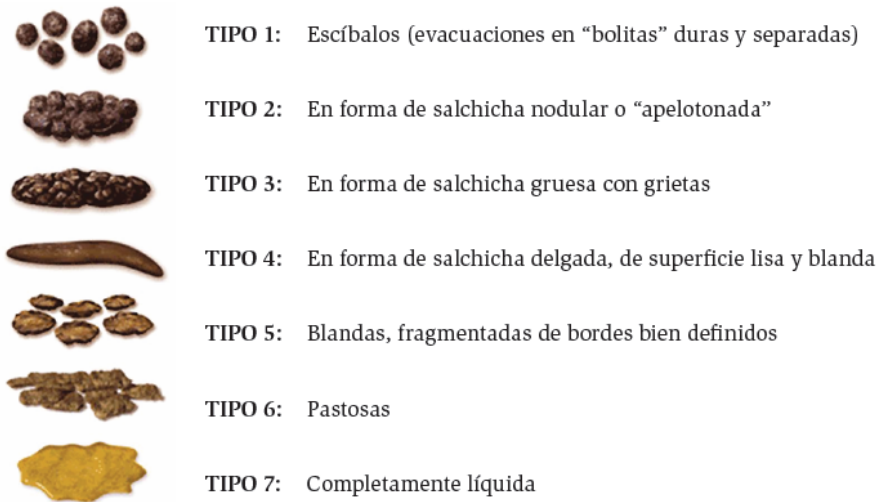 TIPO 1: Escíbalos (evacuaciones en “bolitas” duras y separadas)
TIPO 2: En forma de salchicha nodular o “apelotonada”
TIPO 3: En forma de salchicha gruesa con grietas
TIPO 4: En forma de salchicha delgada, de superficie lisa y blanda
TIPO 5: Blandas, fragmentadas de bordes bien definidos
TIPO 6: Pastosas
TIPO 7: Completamente líquida